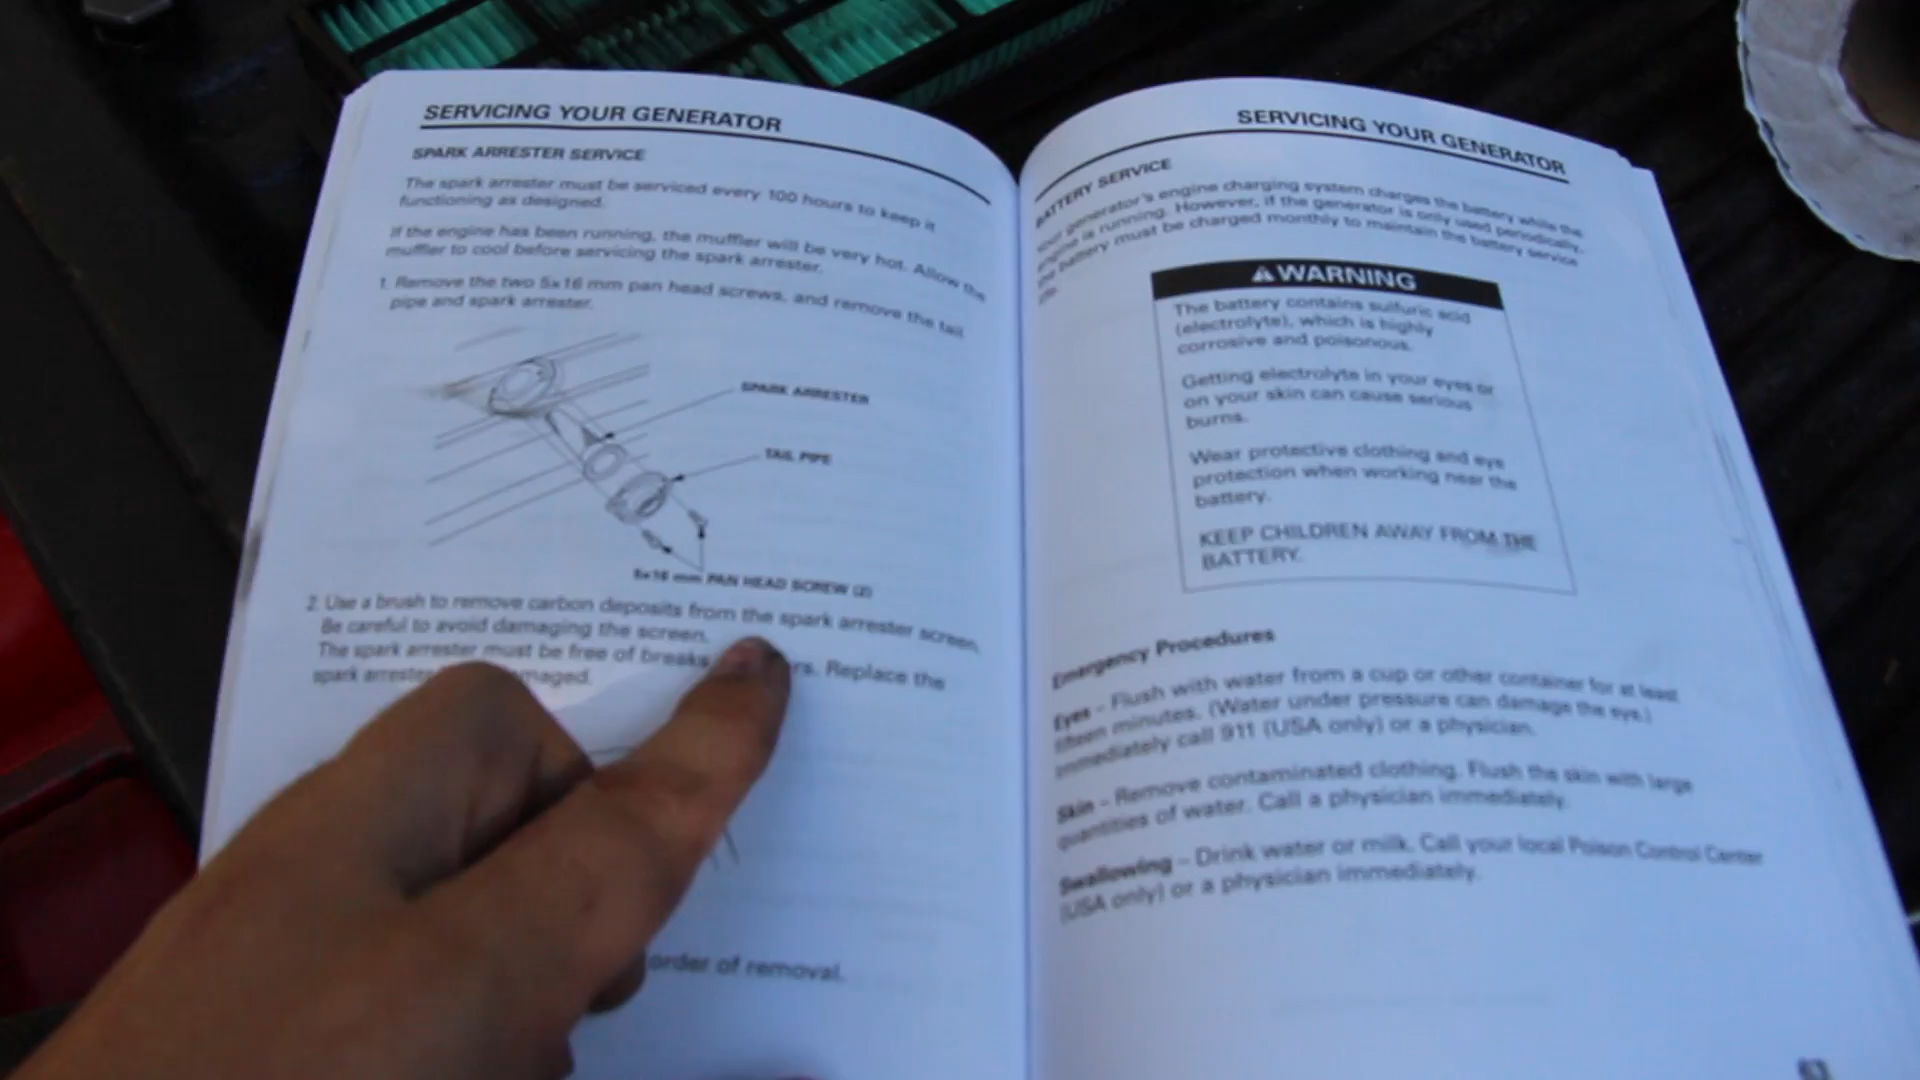 SERVICING YOUR GENERATOR
SPARK ARRESTER SERVICE
The spark arrester must be serviced every 100 hours to keep it
functioning as designed.
If the engine has been running, the muffler will be very hot. Allow the
muffler to cool before servicing the spark arrester.
1. Remove the two 5×16 mm pan head screws, and remove the tail
pipe and spark arrester.
SPARK ARRESTER
TAIL PIPE
5×16 mm PAN HEAD SCREW (2)
2. Use a brush to remove carbon deposits from the spark arrester screen.
Be careful to avoid damaging the screen.
The spark arrester must be free of breaks rs. Replace the
spark arrester maged.
order of removal.
SERVICING YOUR GENERATOR
BATTERY SERVICE
Your generator's engine charging system charges the battery while the
engine is running. However, if the generator is only used periodically,
the battery must be charged monthly to maintain the battery service
life.
WARNING
The battery contains sulfuric acid
(electrolyte), which is highly
corrosive and poisonous.
Getting electrolyte in your eyes or
on your skin can cause serious
burns.
Wear protective clothing and eye
protection when working near the
battery.
KEEP CHILDREN AWAY FROM THE
BATTERY.
Emergency Procedures
Eyes – Flush with water from a cup or other container for at least
fifteen minutes. (Water under pressure can damage the eye.)
Immediately call 911 (USA only) or a physician.
Skin – Remove contaminated clothing. Flush the skin with large
quantities of water. Call a physician immediately.
Swallowing – Drink water or milk. Call your local Poison Control Center
(USA only) or a physician immediately.